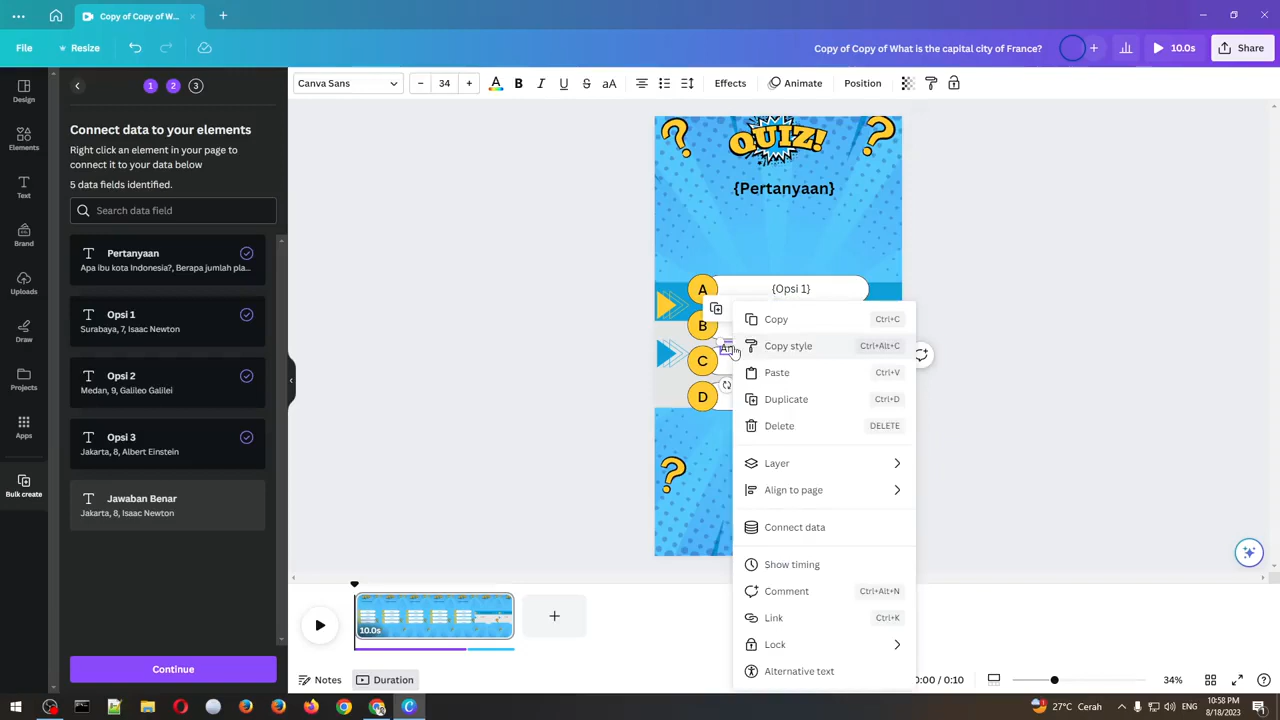 Copy of Copy of W...
File
Resize
Copy of Copy of What is the capital city of France?
10.0s
Share
Canva Sans
34
B
I
U
S
aA
Effects
Animate
Position
Design
Elements
Text
Brand
Uploads
Draw
Projects
Apps
Bulk create
1 2 3
Connect data to your elements
Right click an element in your page to
connect it to your data below
5 data fields identified.
Search data field
Pertanyaan
Apa ibu kota Indonesia?, Berapa jumlah pla...
Opsi 1
Surabaya, 7, Isaac Newton
Opsi 2
Medan, 9, Galileo Galilei
Opsi 3
Jakarta, 8, Albert Einstein
Jawaban Benar
Jakarta, 8, Isaac Newton
Continue
? QUIZ! ?
{Pertanyaan}
A {Opsi 1}
B
C
D
?
Copy Ctrl+C
Copy style Ctrl+Alt+C
Paste Ctrl+V
Duplicate Ctrl+D
Delete DELETE
Layer
Align to page
Connect data
Show timing
Comment Ctrl+Alt+N
Link Ctrl+K
Lock
Alternative text
10.0s
Notes
Duration
0:00 / 0:10
34%
27°C Cerah
ENG
10:58 PM
8/18/2023